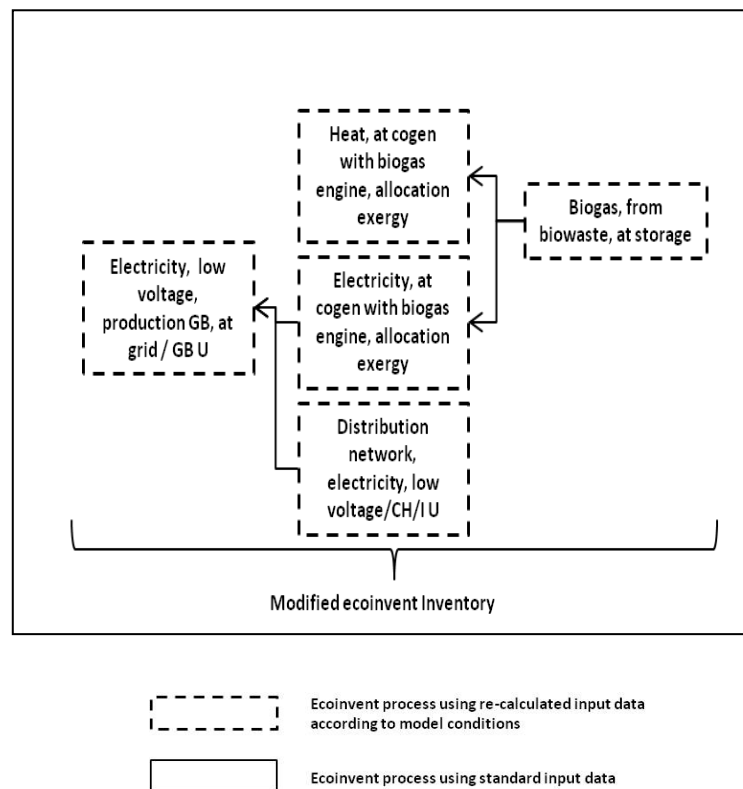 Heat, at cogen
with biogas
engine, allocation
exergy
Biogas, from
biowaste, at storage
Electricity, low
voltage,
production GB, at
grid / GB U
Electricity, at
cogen with biogas
engine, allocation
exergy
Distribution
network,
electricity, low
voltage/CH/I U
Modified ecoinvent Inventory
Ecoinvent process using re-calculated input data
according to model conditions
Ecoinvent process using standard input data